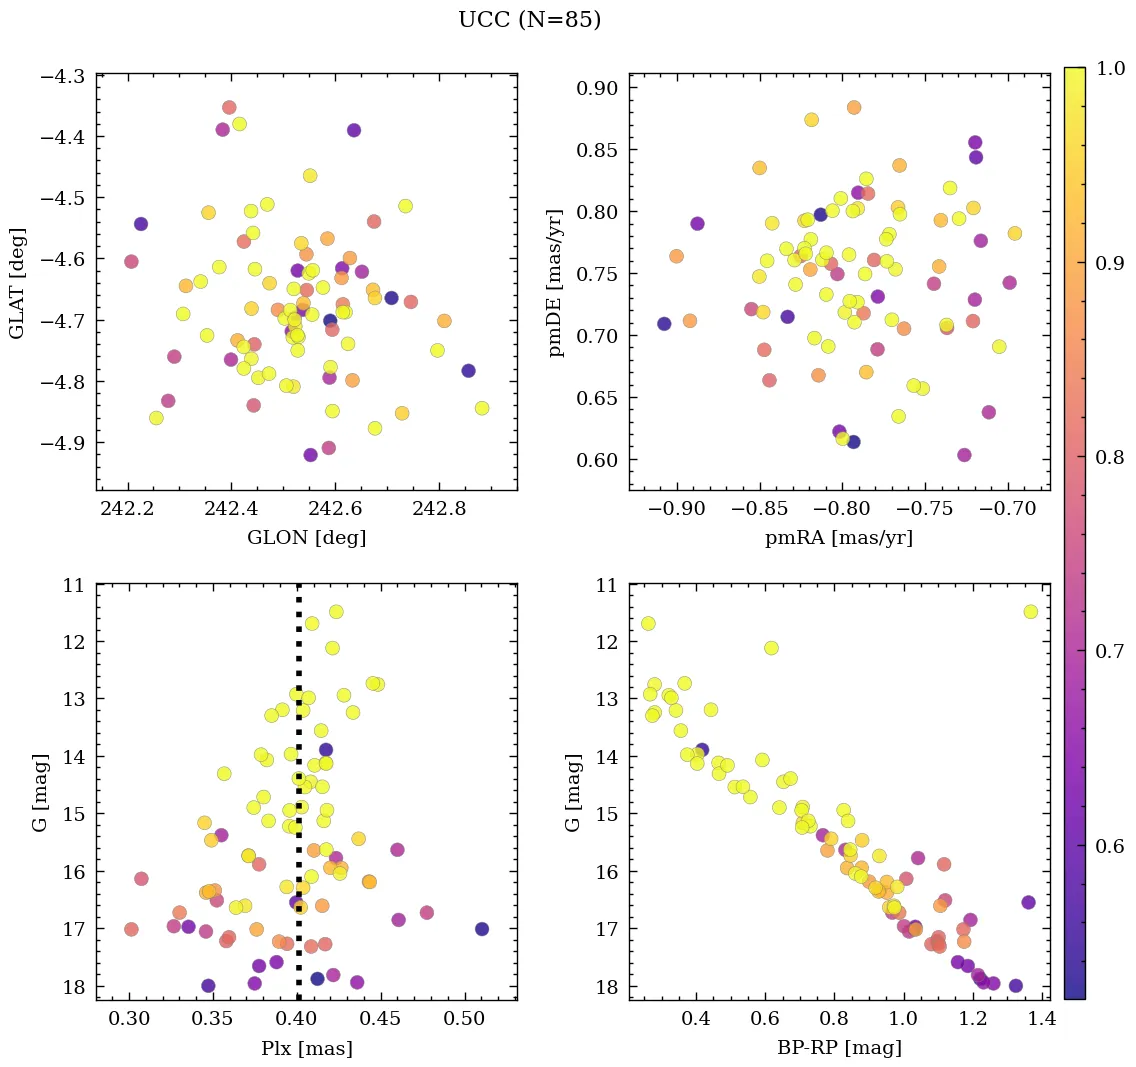 UCC (N=85)
−4.3
−4.4
−4.5
−4.6
−4.7
−4.8
−4.9
GLAT [deg]
242.2 242.4 242.6 242.8
GLON [deg]
0.90
0.85
0.80
0.75
0.70
0.65
0.60
pmDE [mas/yr]
−0.90 −0.85 −0.80 −0.75 −0.70
pmRA [mas/yr]
11
12
13
14
15
16
17
18
G [mag]
0.30 0.35 0.40 0.45 0.50
Plx [mas]
11
12
13
14
15
16
17
18
G [mag]
0.4 0.6 0.8 1.0 1.2 1.4
BP-RP [mag]
1.0
0.9
0.8
0.7
0.6